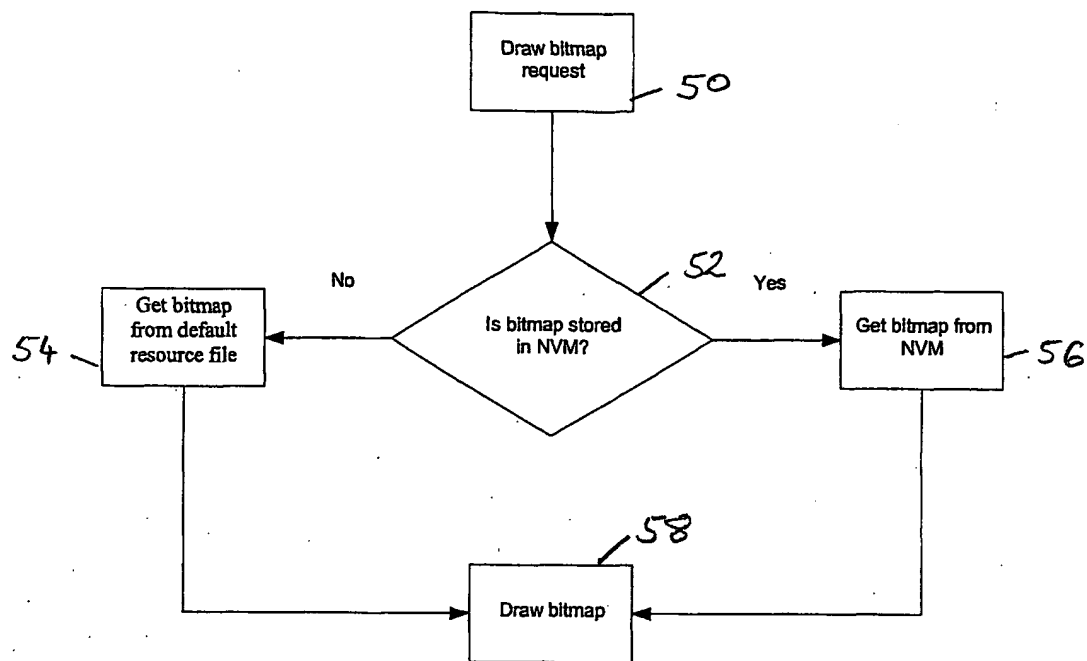 Draw bitmap
request
50
52
No
Yes
Is bitmap stored
in NVM?
Get bitmap
from default
resource file
54
Get bitmap from
NVM
56
58
Draw bitmap